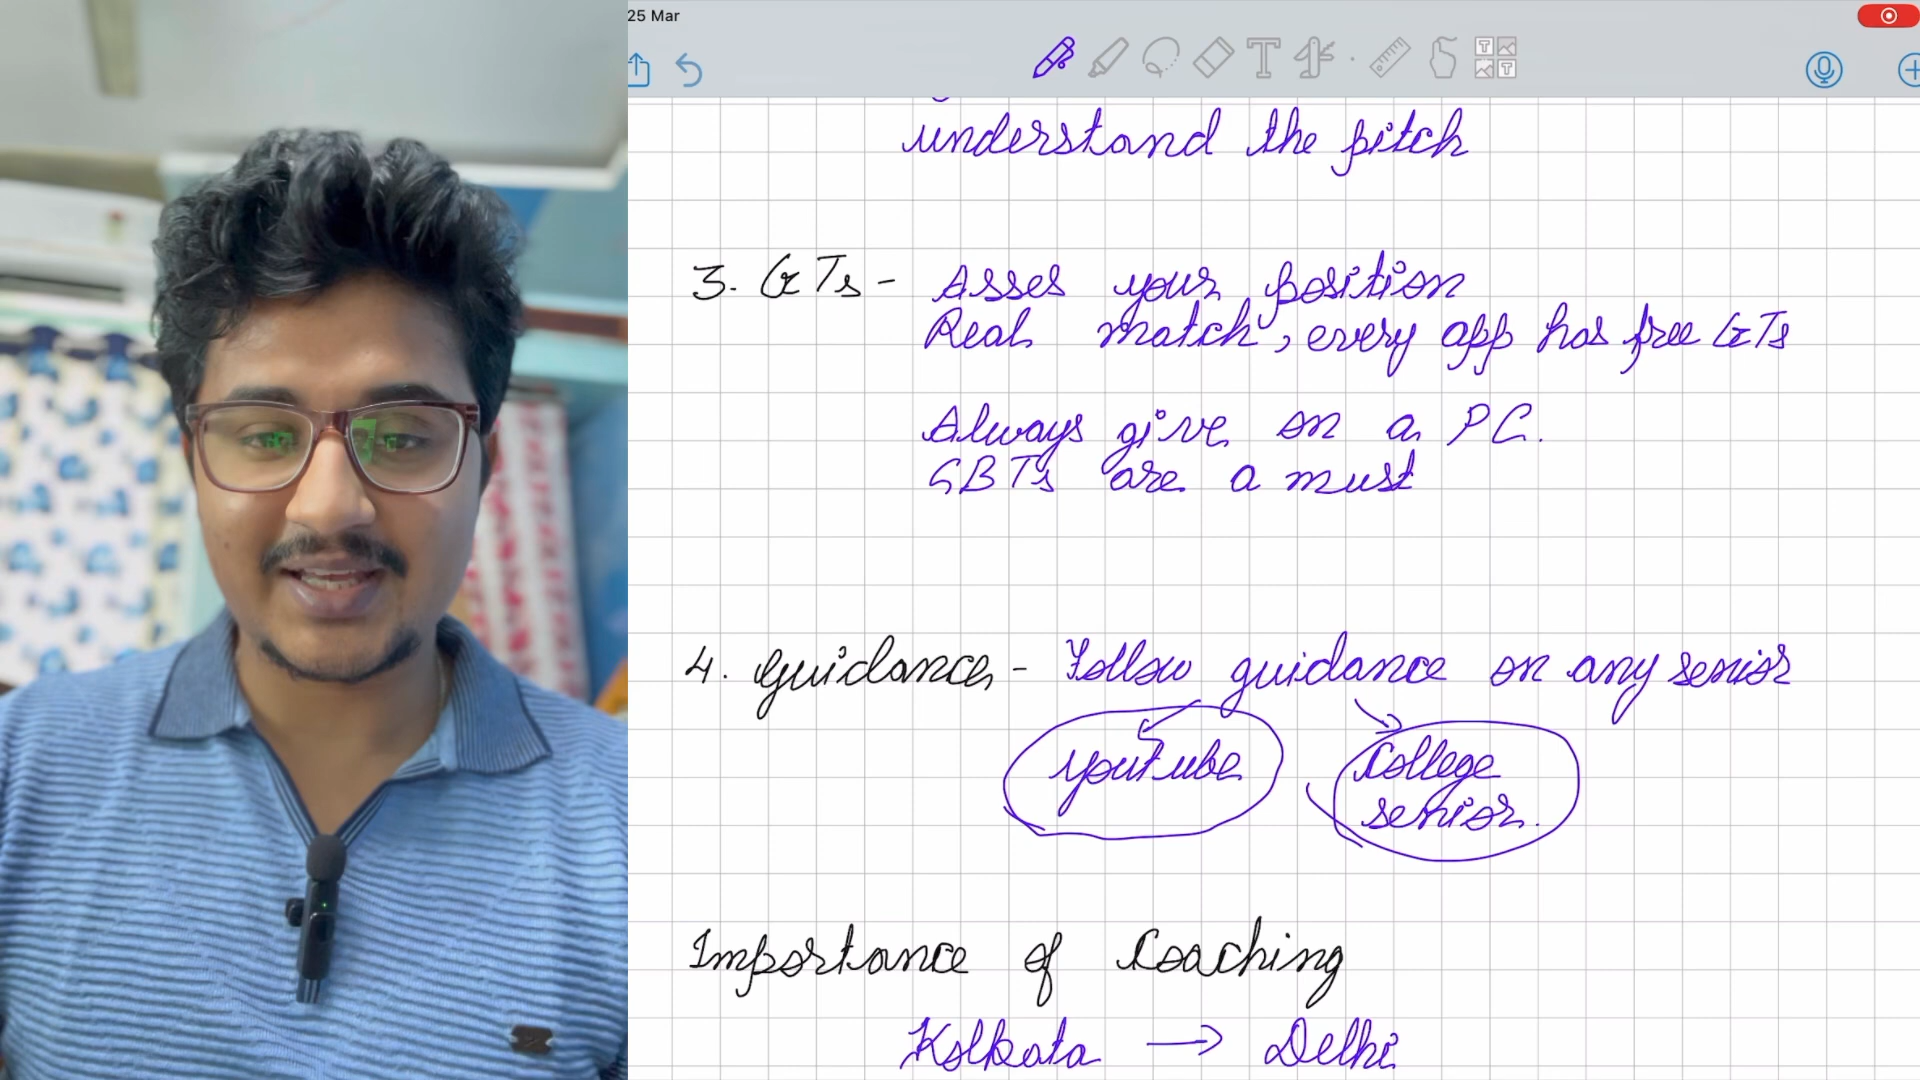 25 Mar
understand the pitch
3. GTs - Asses your position
Real match, every app has free GTs
Always give on a PC.
CBTs are a must
4. Guidance - Follow guidance on any senior
youtube
College
senior.
Importance of Coaching
Kolkata → Delhi